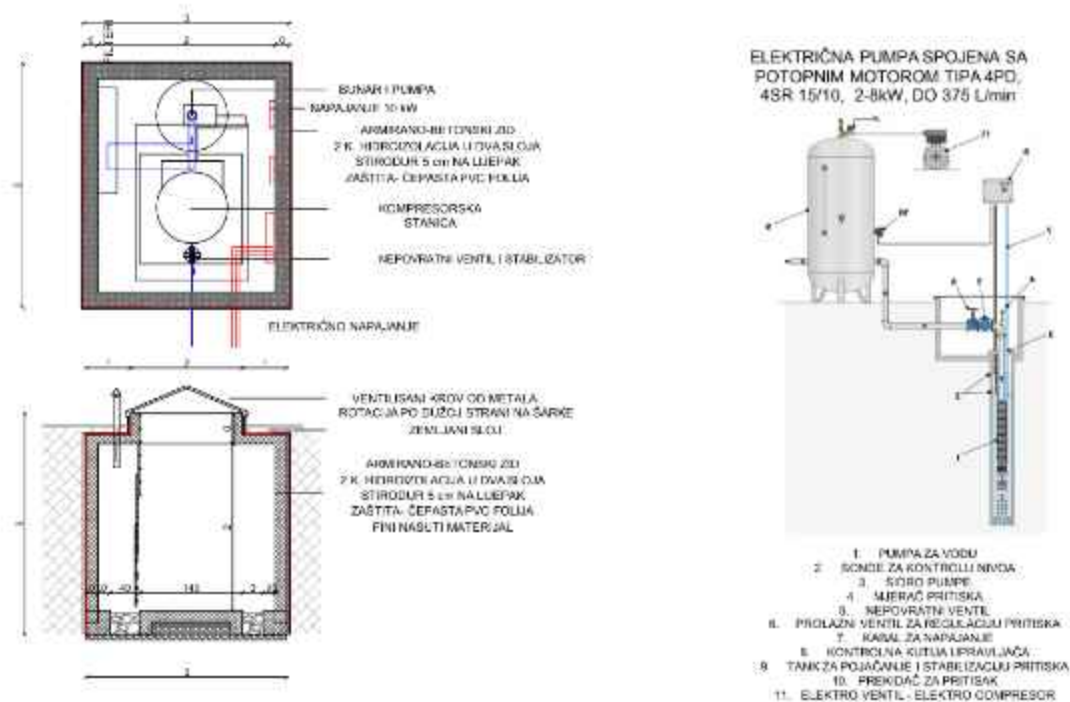 BUNAR I PUMPA
NAPAJANJE 10 kW
ARMIRANO-BETONSKI ZID
2 K. HIDROIZOLACIJA U DVA SLOJA
STIRODUR 5 cm NA LIJEPAK
ZAŠTITA- ČEPASTA PVC FOLIJA
KOMPRESORSKA
STANICA
NEPOVRATNI VENTIL I STABILIZATOR
ELEKTRIČNO NAPAJANJE
VENTILISANI KROV OD METALA
ROTACIJA PO DUŽOJ STRANI NA ŠARKE
ZEMLJANI SLOJ
ARMIRANO-BETONSKI ZID
2 K. HIDROIZOLACIJA U DVA SLOJA
STIRODUR 5 cm NA LIJEPAK
ZAŠTITA- ČEPASTA PVC FOLIJA
FINI NASUTI MATERIJAL
40 143
ELEKTRIČNA PUMPA SPOJENA SA
POTOPNIM MOTOROM TIPA 4PD,
4SR 15/10, 2-8kW, DO 375 L/min
1. PUMPA ZA VODU
2. SONDE ZA KONTROLU NIVOA
3. SIDRO PUMPE
4. MJERAČ PRITISKA
5. NEPOVRATNI VENTIL
6. PROLAZNI VENTIL ZA REGULACIJU PRITISKA
7. KABAL ZA NAPAJANJE
8. KONTROLNA KUTIJA UPRAVLJAČA
9. TANK ZA POJAČANJE I STABILIZACIJU PRITISKA
10. PREKIDAČ ZA PRITISAK
11. ELEKTRO VENTIL - ELEKTRO COMPRESOR